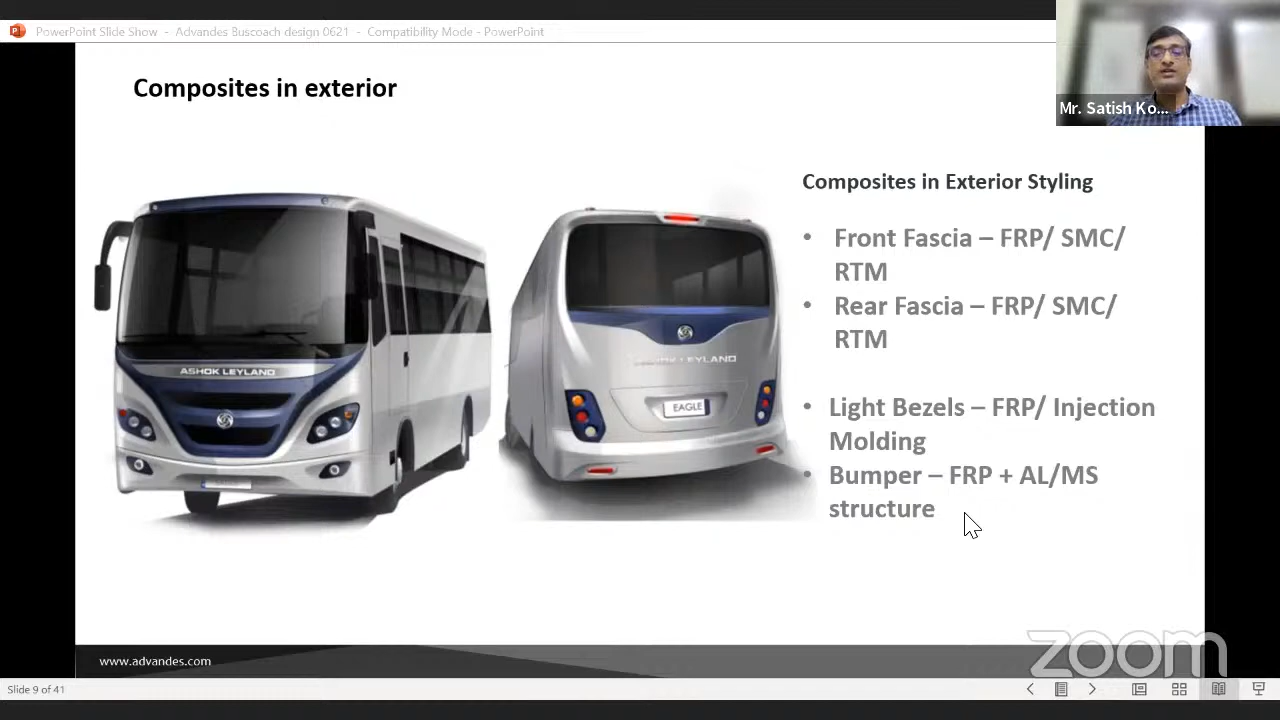 PowerPoint Slide Show - Advandes Buscoach design 0621 - Compatibility Mode - PowerPoint
Mr. Satish Ko...
Composites in exterior
Composites in Exterior Styling
• Front Fascia – FRP/ SMC/
RTM
• Rear Fascia – FRP/ SMC/
RTM
• Light Bezels – FRP/ Injection
Molding
• Bumper – FRP + AL/MS
structure
ASHOK LEYLAND
ASHOK LEYLAND
EAGLE
www.advandes.com
zoom
Slide 9 of 41